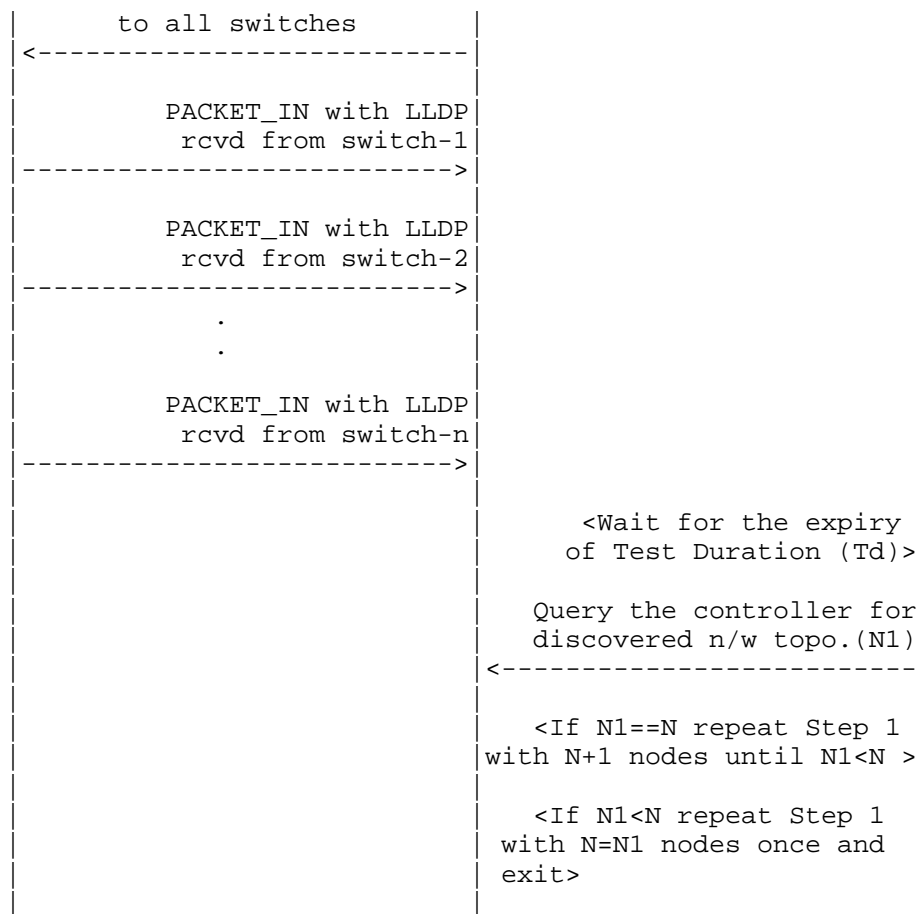 to all switches
<---------------------------
PACKET_IN with LLDP
rcvd from switch-1
--------------------------->
PACKET_IN with LLDP
rcvd from switch-2
--------------------------->
.
.
PACKET_IN with LLDP
rcvd from switch-n
--------------------------->
<Wait for the expiry
of Test Duration (Td)>
Query the controller for
discovered n/w topo.(N1)
<--------------------------
<If N1==N repeat Step 1
with N+1 nodes until N1<N >
<If N1<N repeat Step 1
with N=N1 nodes once and
exit>